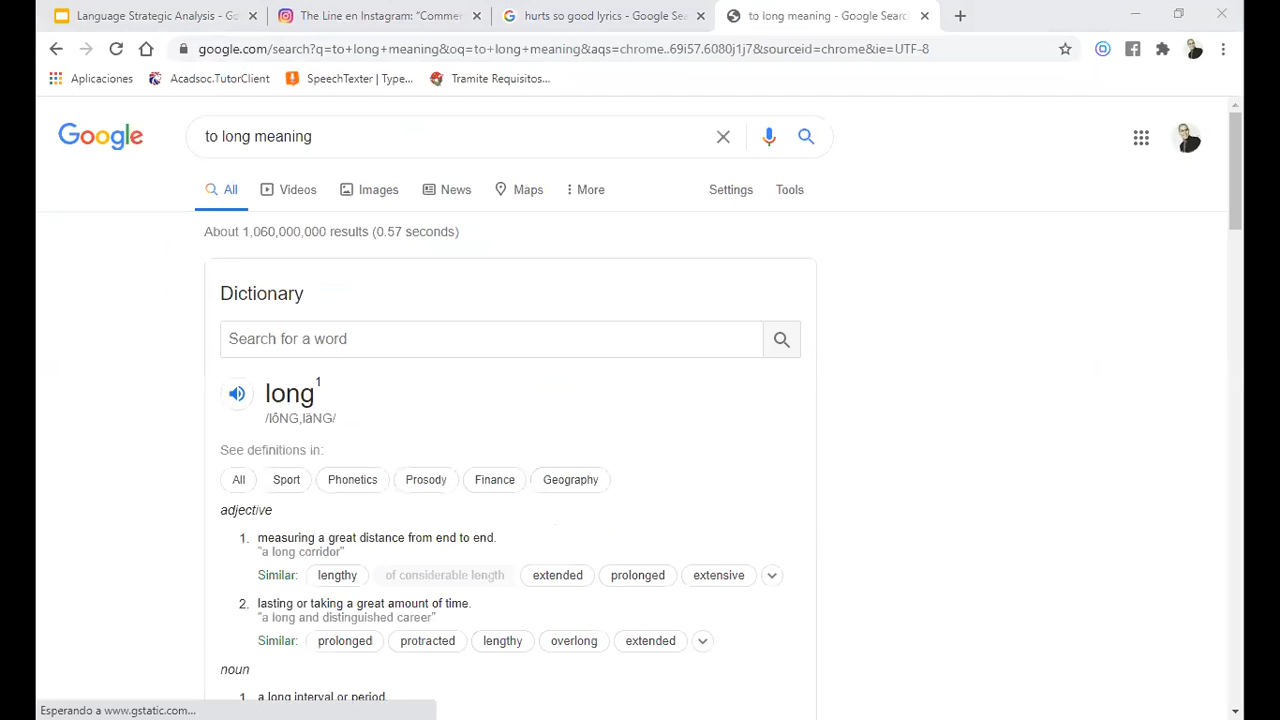 Language Strategic Analysis - Go
The Line en Instagram: “Commer
hurts so good lyrics - Google Sea
to long meaning - Google Search
google.com/search?q=to+long+meaning&oq=to+long+meaning&aqs=chrome..69i57.6080j1j7&sourceid=chrome&ie=UTF-8
Aplicaciones
Acadsoc.TutorClient
SpeechTexter | Type...
Tramite Requisitos...
Google
to long meaning
All
Videos
Images
News
Maps
More
Settings
Tools
About 1,060,000,000 results (0.57 seconds)
Dictionary
Search for a word
long1
/lôNG,läNG/
See definitions in:
All
Sport
Phonetics
Prosody
Finance
Geography
adjective
1. measuring a great distance from end to end.
"a long corridor"
Similar: lengthy of considerable length extended prolonged extensive
2. lasting or taking a great amount of time.
"a long and distinguished career"
Similar: prolonged protracted lengthy overlong extended
noun
1. a long interval or period.
Esperando a www.gstatic.com...